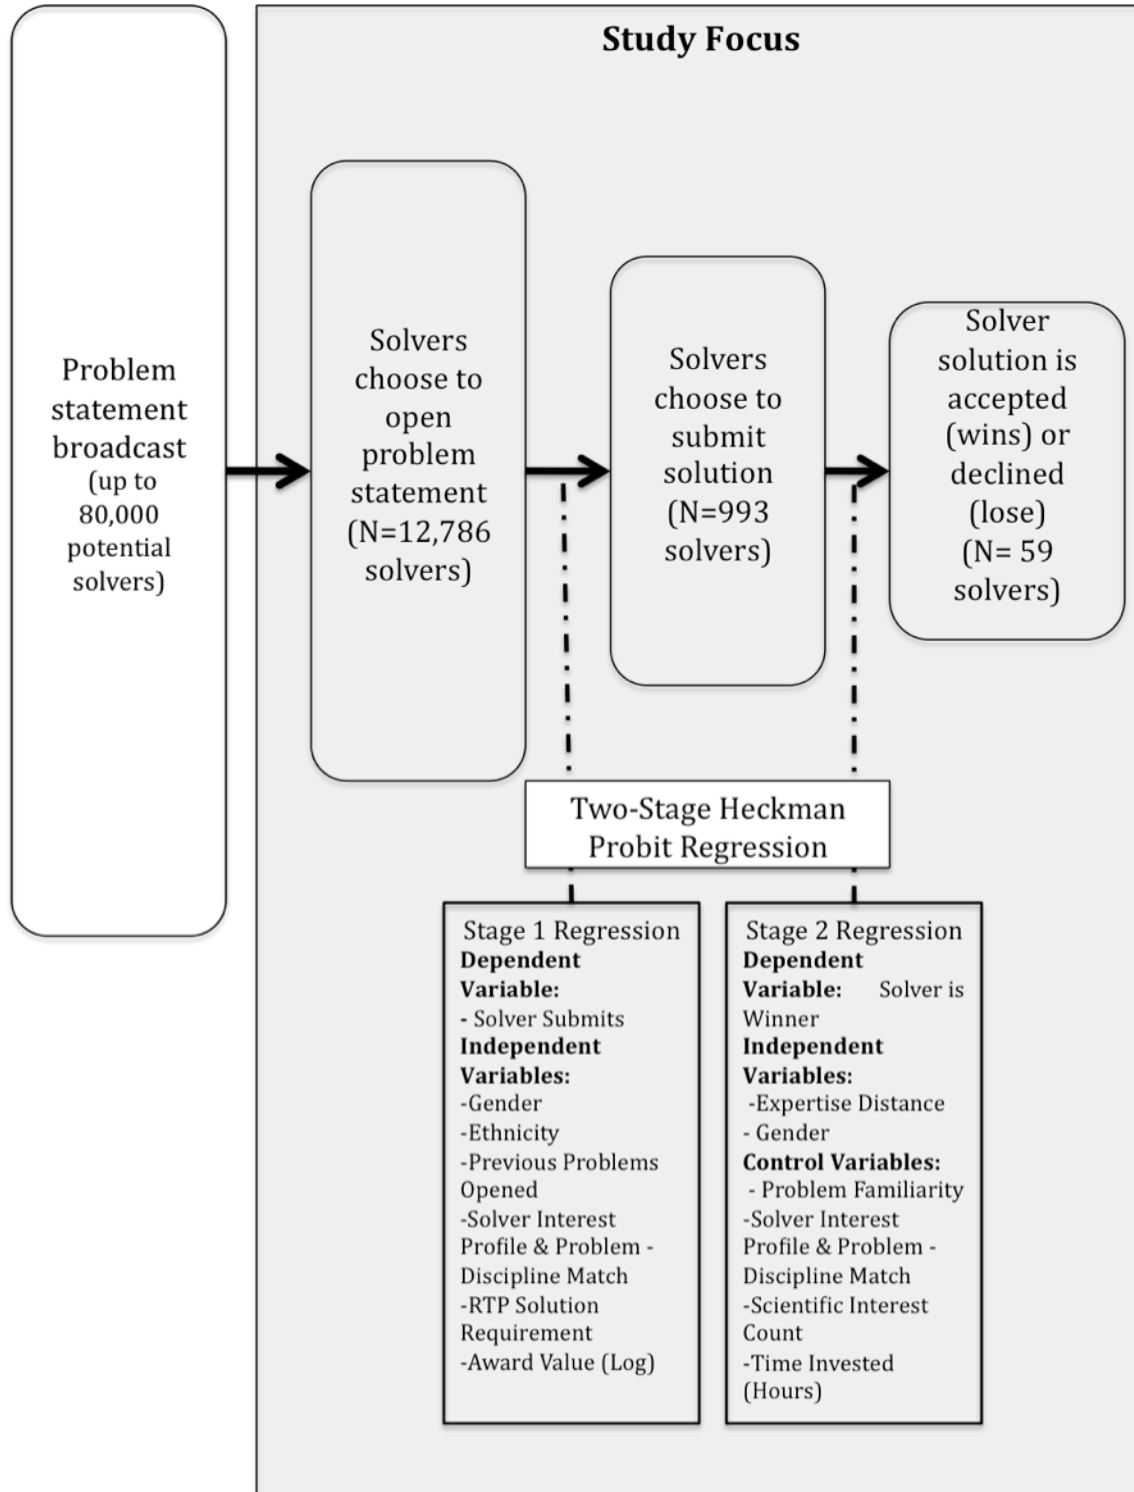 Study Focus
Problem
statement
broadcast
(up to
80,000
potential
solvers)
Solvers
choose to
open
problem
statement
(N=12,786
solvers)
Solvers
choose to
submit
solution
(N=993
solvers)
Solver
solution is
accepted
(wins) or
declined
(lose)
(N= 59
solvers)
Two-Stage Heckman
Probit Regression
Stage 1 Regression
Dependent
Variable:
- Solver Submits
Independent
Variables:
-Gender
-Ethnicity
-Previous Problems
Opened
-Solver Interest
Profile & Problem -
Discipline Match
-RTP Solution
Requirement
-Award Value (Log)
Stage 2 Regression
Dependent
Variable: Solver is
Winner
Independent
Variables:
-Expertise Distance
- Gender
Control Variables:
- Problem Familiarity
-Solver Interest
Profile & Problem -
Discipline Match
-Scientific Interest
Count
-Time Invested
(Hours)